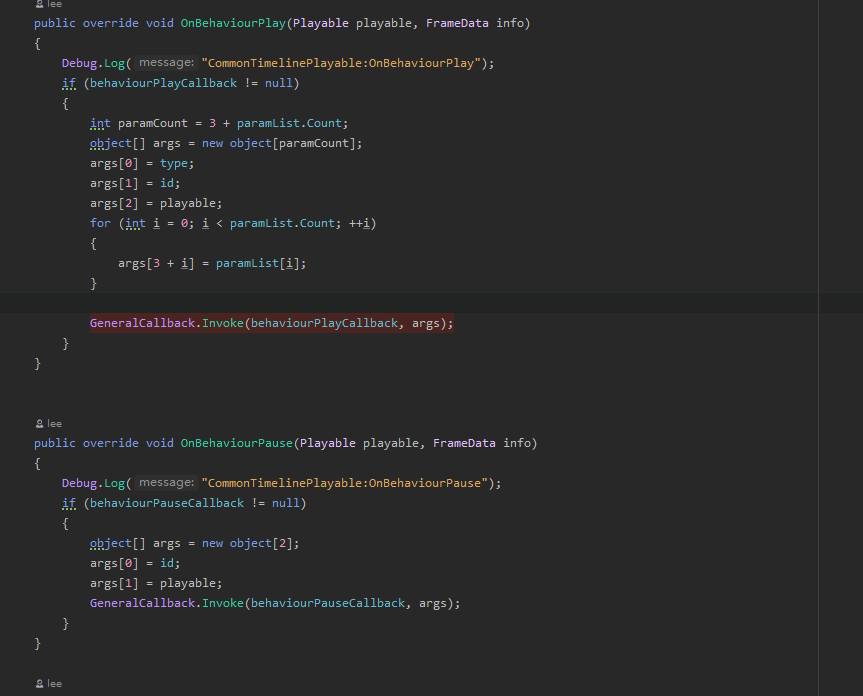 lee
public override void OnBehaviourPlay(Playable playable, FrameData info)
{
    Debug.Log( message: "CommonTimelinePlayable:OnBehaviourPlay");
    if (behaviourPlayCallback != null)
    {
        int paramCount = 3 + paramList.Count;
        object[] args = new object[paramCount];
        args[0] = type;
        args[1] = id;
        args[2] = playable;
        for (int i = 0; i < paramList.Count; ++i)
        {
            args[3 + i] = paramList[i];
        }
        GeneralCallback.Invoke(behaviourPlayCallback, args);
    }
}
lee
public override void OnBehaviourPause(Playable playable, FrameData info)
{
    Debug.Log( message: "CommonTimelinePlayable:OnBehaviourPause");
    if (behaviourPauseCallback != null)
    {
        object[] args = new object[2];
        args[0] = id;
        args[1] = playable;
        GeneralCallback.Invoke(behaviourPauseCallback, args);
    }
}
lee